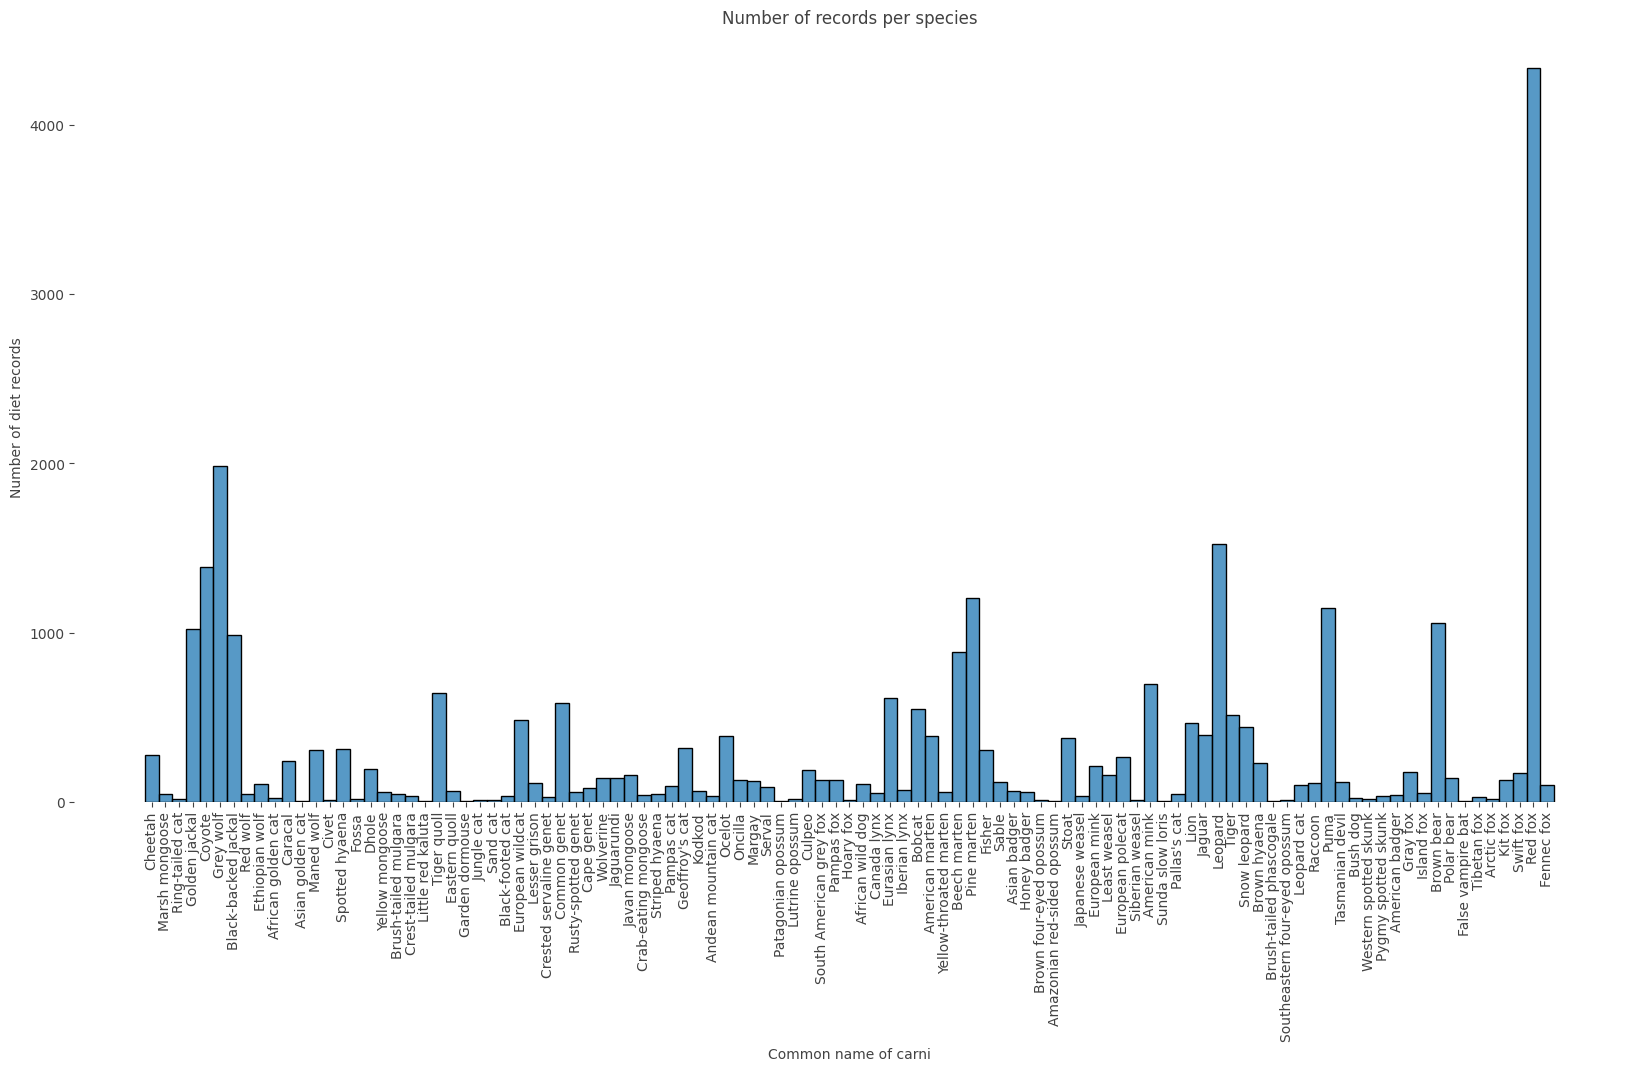 Number of records per species
Number of diet records
4000
3000
2000
1000
0
Cheetah
Marsh mongoose
Ring-tailed cat
Golden jackal
Coyote
Grey wolf
Black-backed jackal
Red wolf
Ethiopian wolf
African golden cat
Caracal
Asian golden cat
Maned wolf
Civet
Spotted hyaena
Fossa
Dhole
Yellow mongoose
Brush-tailed mulgara
Crest-tailed mulgara
Little red kaluta
Tiger quoll
Eastern quoll
Garden dormouse
Jungle cat
Sand cat
Black-footed cat
European wildcat
Lesser grison
Crested servaline genet
Common genet
Rusty-spotted genet
Cape genet
Wolverine
Jaguarundi
Javan mongoose
Crab-eating mongoose
Striped hyaena
Pampas cat
Geoffroy's cat
Kodkod
Andean mountain cat
Ocelot
Oncilla
Margay
Serval
Patagonian opossum
Lutrine opossum
Culpeo
South American grey fox
Pampas fox
Hoary fox
African wild dog
Canada lynx
Eurasian lynx
Iberian lynx
Bobcat
American marten
Yellow-throated marten
Beech marten
Pine marten
Fisher
Sable
Asian badger
Honey badger
Brown four-eyed opossum
Amazonian red-sided opossum
Stoat
Japanese weasel
European mink
Least weasel
European polecat
Siberian weasel
American mink
Sunda slow loris
Pallas's cat
Lion
Jaguar
Leopard
Tiger
Snow leopard
Brown hyaena
Brush-tailed phascogale
Southeastern four-eyed opossum
Leopard cat
Raccoon
Puma
Tasmanian devil
Bush dog
Western spotted skunk
Pygmy spotted skunk
American badger
Gray fox
Island fox
Brown bear
Polar bear
False vampire bat
Tibetan fox
Arctic fox
Kit fox
Swift fox
Red fox
Fennec fox
Common name of carni